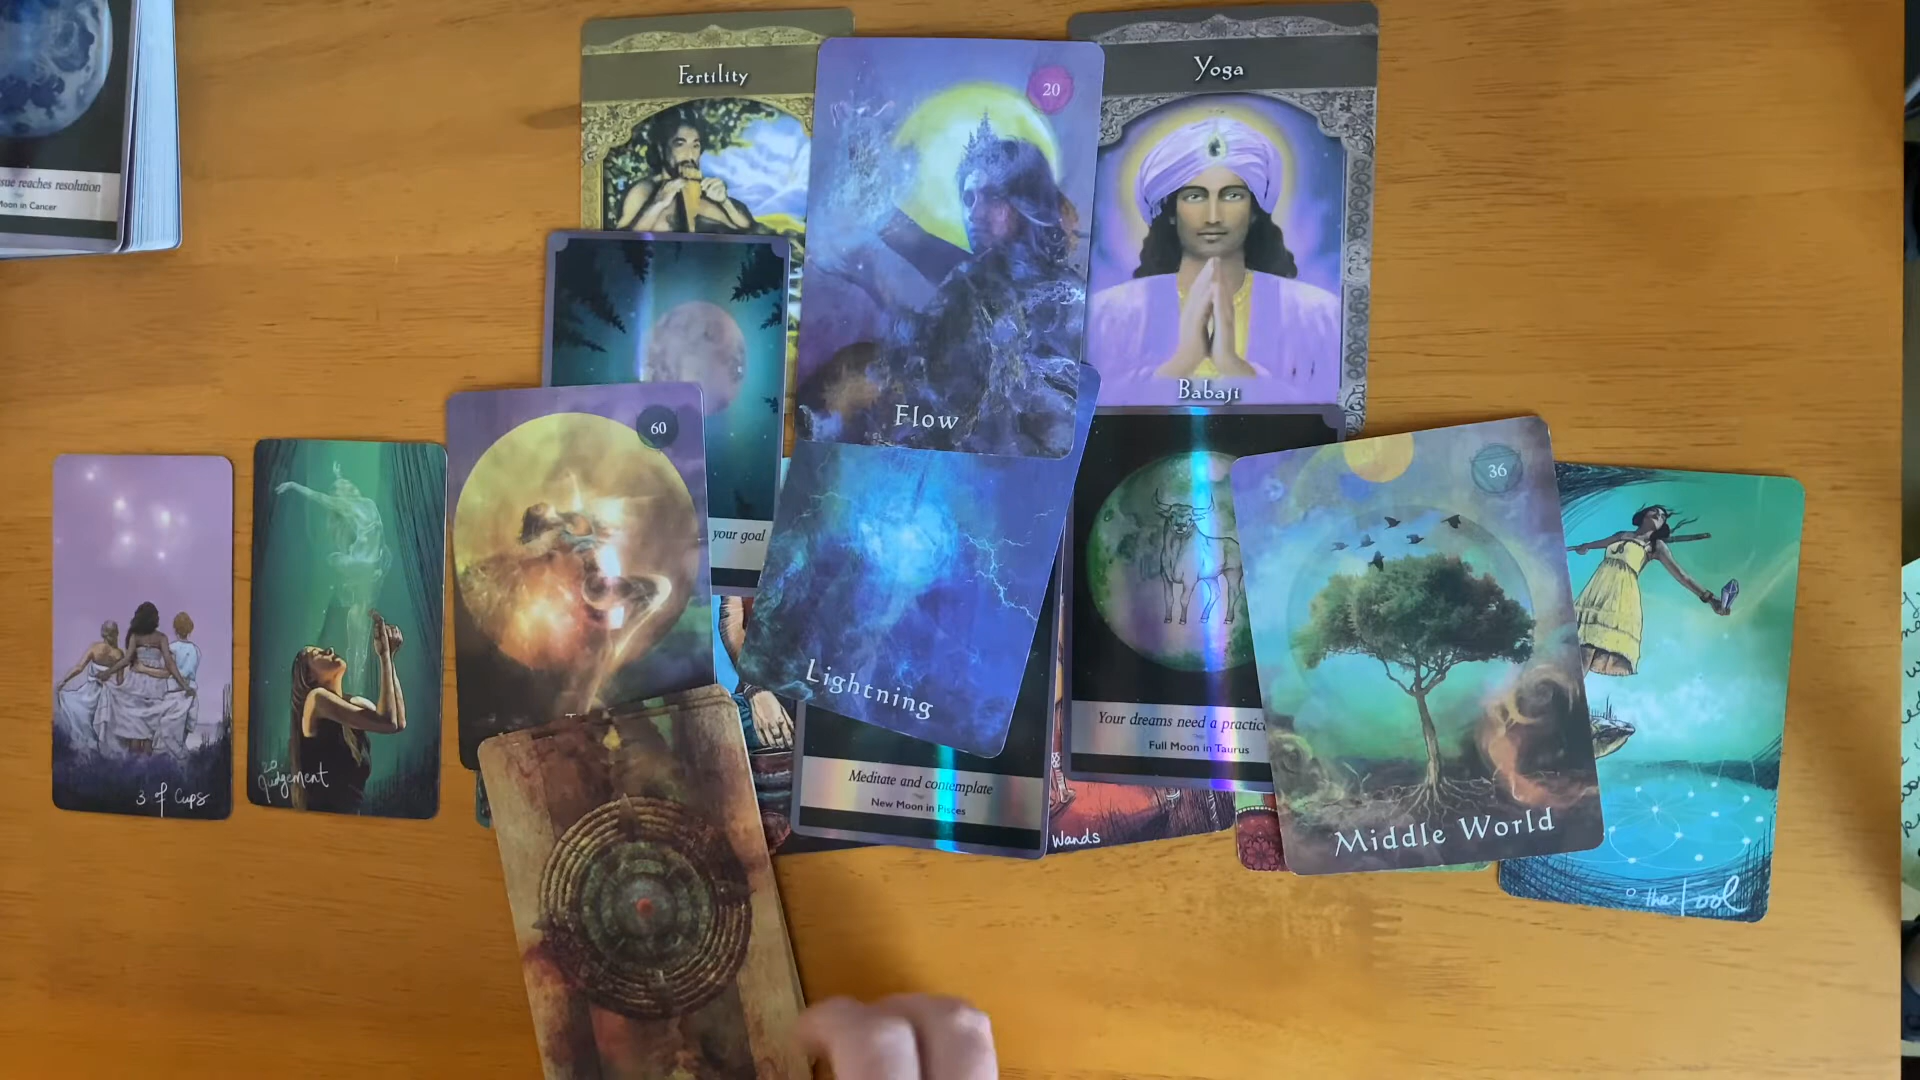 sue reaches resolution
Moon in Cancer
Fertility
20
Flow
Yoga
Babaji
60
your goal
Lightning
Meditate and contemplate
New Moon in Pisces
Wands
Your dreams need a practic
Full Moon in Taurus
36
Middle World
0 the Fool
3 of Cups
20
Judgement